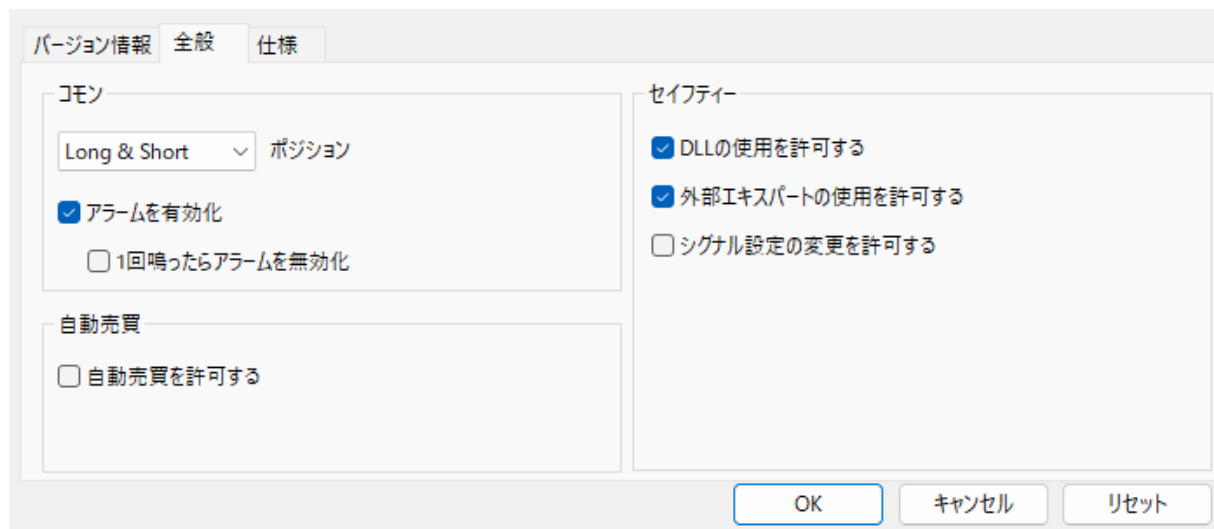 バージョン情報 全般 仕様
コモン
Long & Short ポジション
アラームを有効化
1回鳴ったらアラームを無効化
自動売買
自動売買を許可する
セイフティー
DLLの使用を許可する
外部エキスパートの使用を許可する
シグナル設定の変更を許可する
OK キャンセル リセット